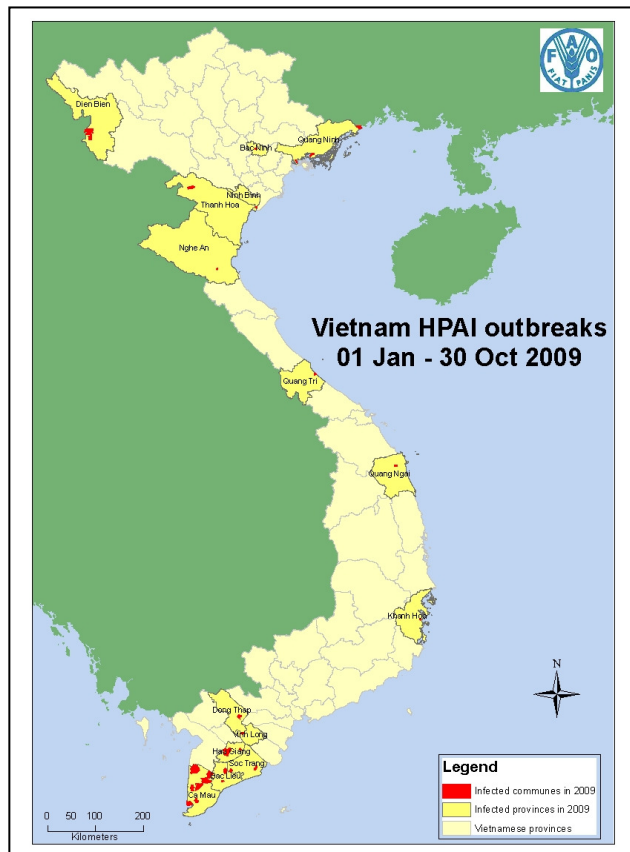 FAO
FIAT PANIS
Dien Bien
Quang Ninh
Bac Ninh
Ninh Binh
Thanh Hoa
Nghe An
Vietnam HPAI outbreaks
01 Jan - 30 Oct 2009
Quang Tri
Quang Ngai
Khanh Hoa
N
Dong Thap
Vinh Long
Hau Giang
Soc Trang
Bac Lieu
Ca Mau
0 50 100 200
Kilometers
Legend
Infected communes in 2009
Infected provinces in 2009
Vietnamese provinces